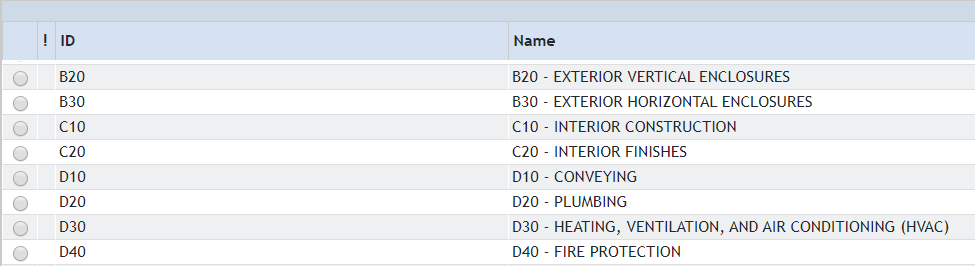 ! ID Name
B20 B20 - EXTERIOR VERTICAL ENCLOSURES
B30 B30 - EXTERIOR HORIZONTAL ENCLOSURES
C10 C10 - INTERIOR CONSTRUCTION
C20 C20 - INTERIOR FINISHES
D10 D10 - CONVEYING
D20 D20 - PLUMBING
D30 D30 - HEATING, VENTILATION, AND AIR CONDITIONING (HVAC)
D40 D40 - FIRE PROTECTION